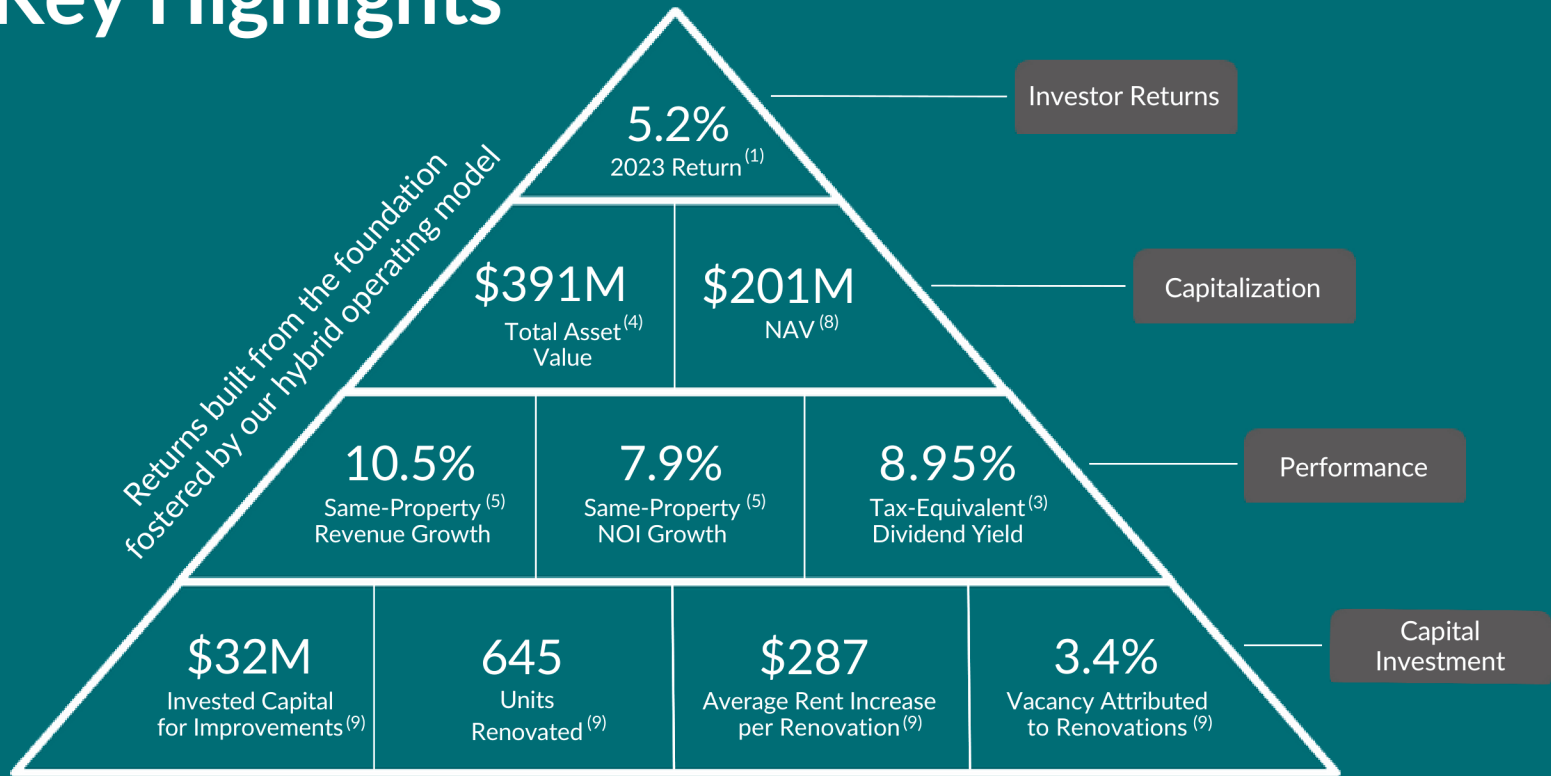 Key Highlights
5.2%
2023 Return (1)
Investor Returns
Returns built from the foundation
fostered by our hybrid operating model
$391M
Total Asset (4)
Value
$201M
NAV (8)
Capitalization
10.5%
Same-Property (5)
Revenue Growth
7.9%
Same-Property (5)
NOI Growth
8.95%
Tax-Equivalent (3)
Dividend Yield
Performance
$32M
Invested Capital
for Improvements (9)
645
Units
Renovated (9)
$287
Average Rent Increase
per Renovation (9)
3.4%
Vacancy Attributed
to Renovations (9)
Capital
Investment